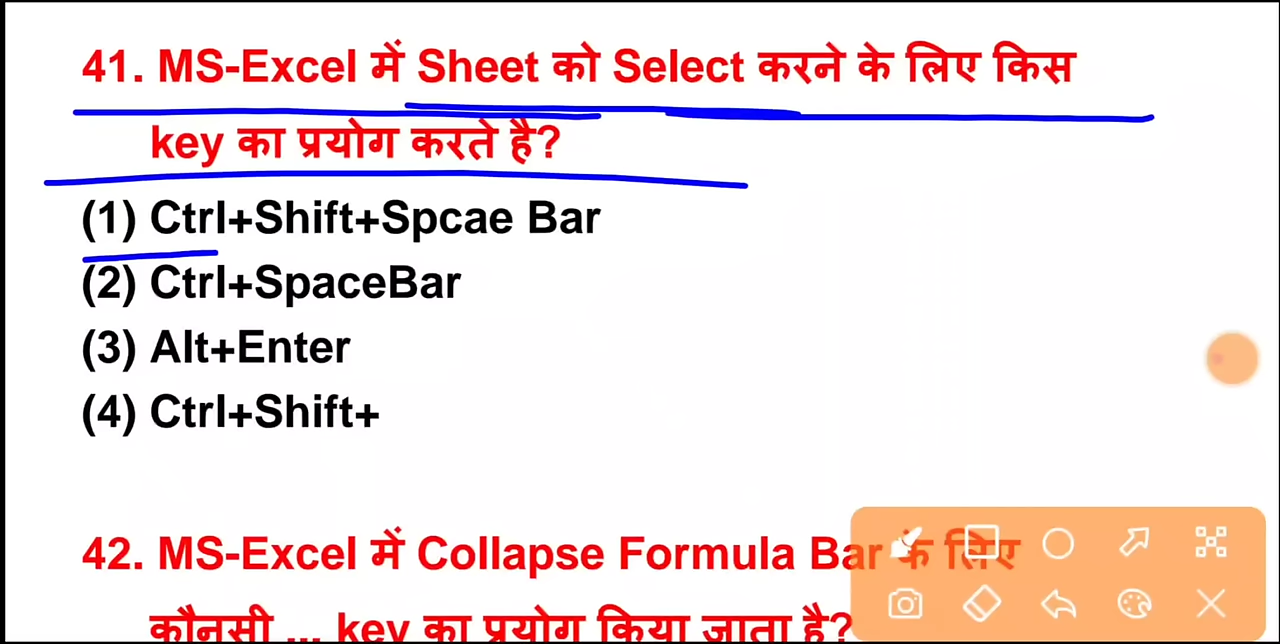 41. MS-Excel में Sheet को Select करने के लिए किस
key का प्रयोग करते है?
(1) Ctrl+Shift+Spcae Bar
(2) Ctrl+SpaceBar
(3) Alt+Enter
(4) Ctrl+Shift+
42. MS-Excel में Collapse Formula Bar के लिए
कौनसी ... key का प्रयोग किया जाता है?